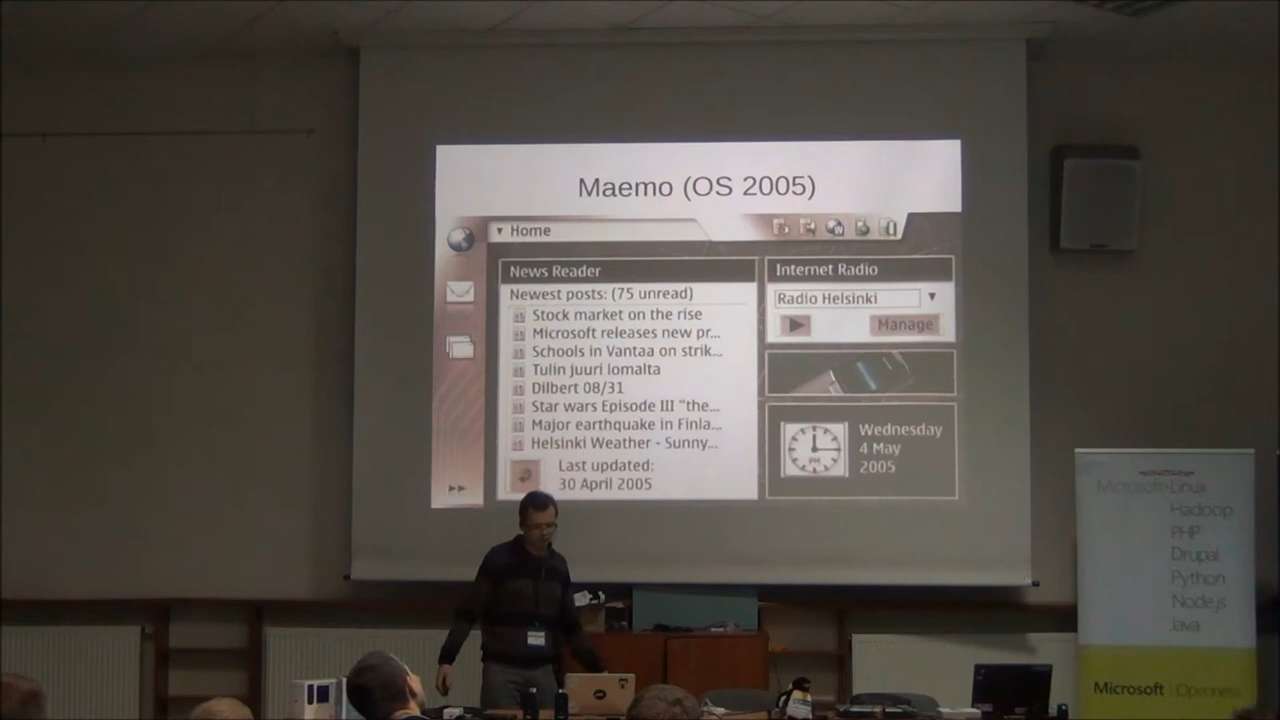 Maemo (OS 2005)
Home
News Reader
Newest posts: (75 unread)
Stock market on the rise
Microsoft releases new pr...
Schools in Vantaa on strik...
Tulin juuri lomalta
Dilbert 08/31
Star wars Episode III "the...
Major earthquake in Finla...
Helsinki Weather - Sunny...
Last updated:
30 April 2005
Internet Radio
Radio Helsinki
Manage
Wednesday
4 May
2005
PM
Microsoft+Linux
Hadoop
PHP
Drupal
Python
Node.js
Java
Microsoft | Openness